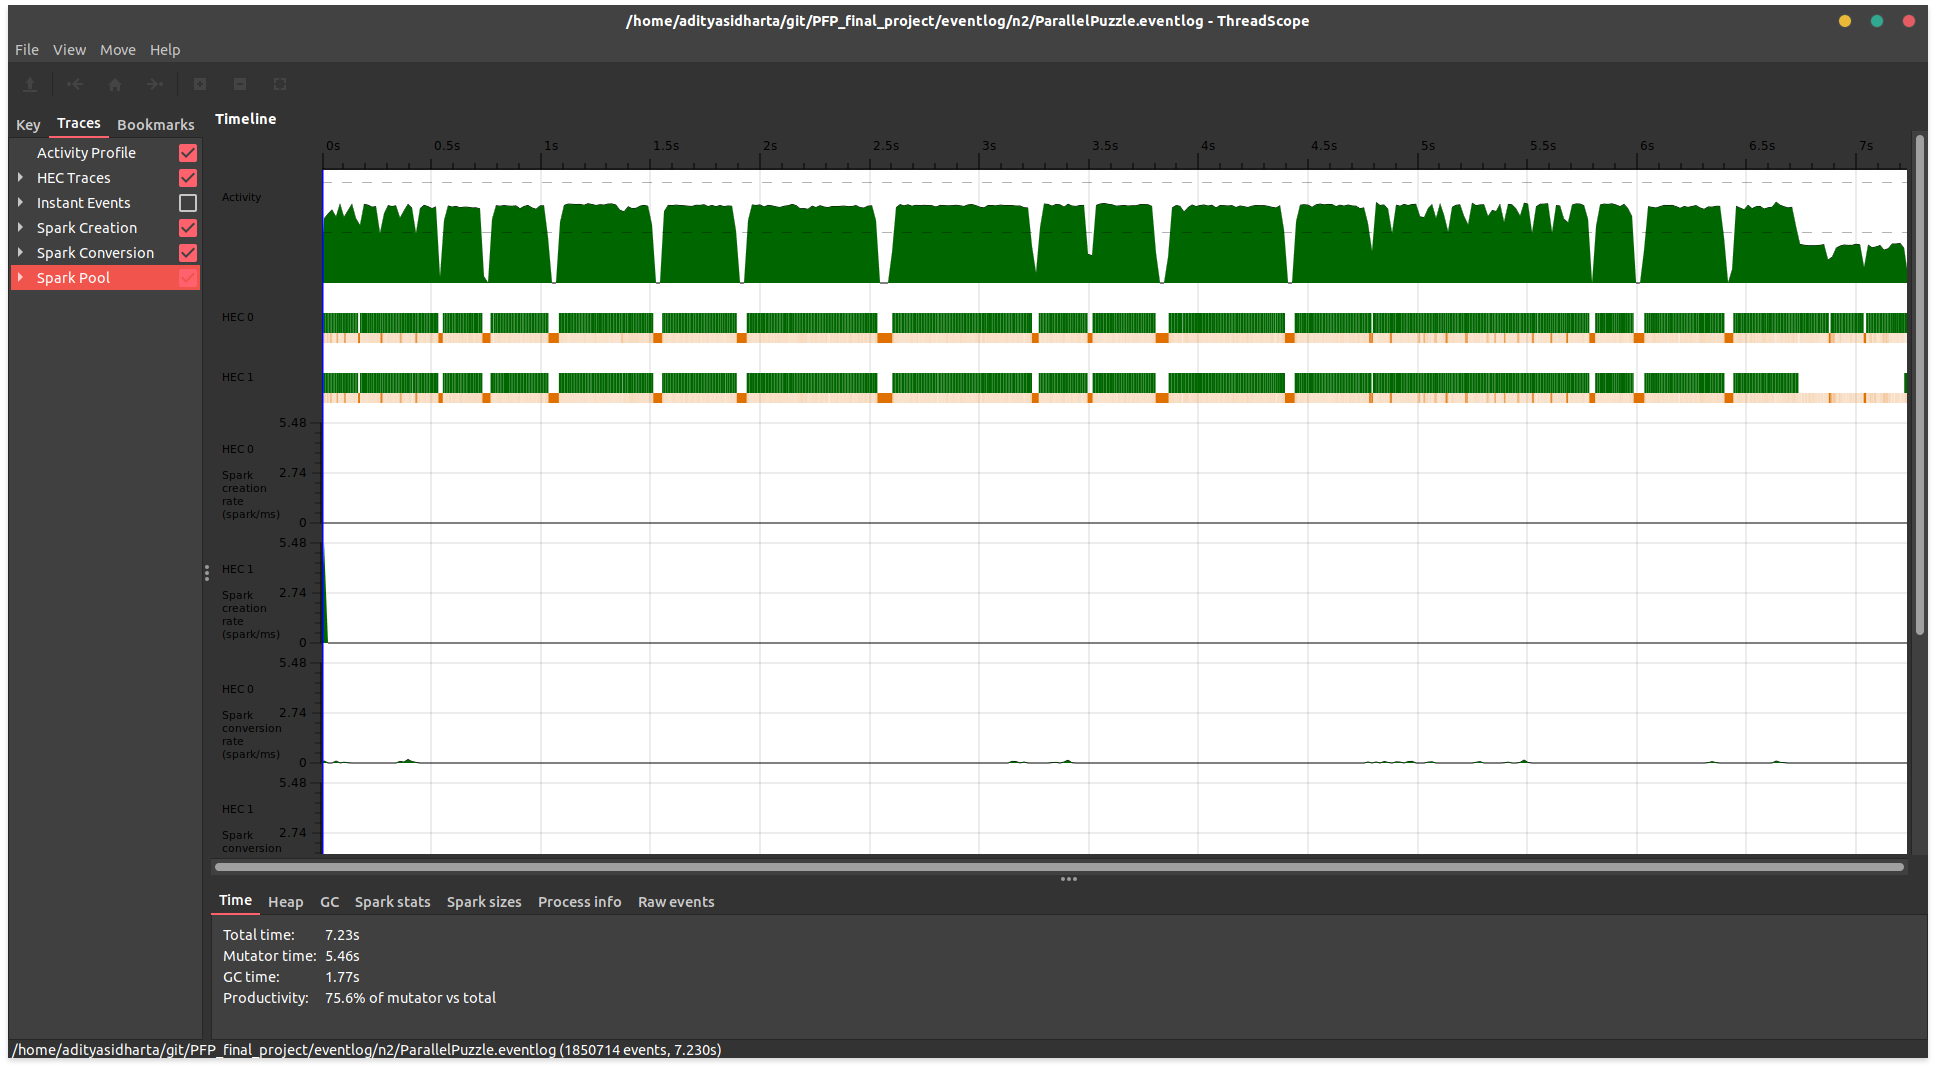 /home/adityasidharta/git/PFP_final_project/eventlog/n2/ParallelPuzzle.eventlog - ThreadScope
File View Move Help
Key Traces Bookmarks
Activity Profile
HEC Traces
Instant Events
Spark Creation
Spark Conversion
Spark Pool
Timeline
0s 0.5s 1s 1.5s 2s 2.5s 3s 3.5s 4s 4.5s 5s 5.5s 6s 6.5s 7s
Activity
HEC 0
HEC 1
5.48
HEC 0
2.74
Spark
creation
rate
(spark/ms)
0
5.48
HEC 1
2.74
Spark
creation
rate
(spark/ms)
0
5.48
HEC 0
2.74
Spark
conversion
rate
(spark/ms)
0
5.48
HEC 1
2.74
Spark
conversion
Time Heap GC Spark stats Spark sizes Process info Raw events
Total time: 7.23s
Mutator time: 5.46s
GC time: 1.77s
Productivity: 75.6% of mutator vs total
/home/adityasidharta/git/PFP_final_project/eventlog/n2/ParallelPuzzle.eventlog (1850714 events, 7.230s)